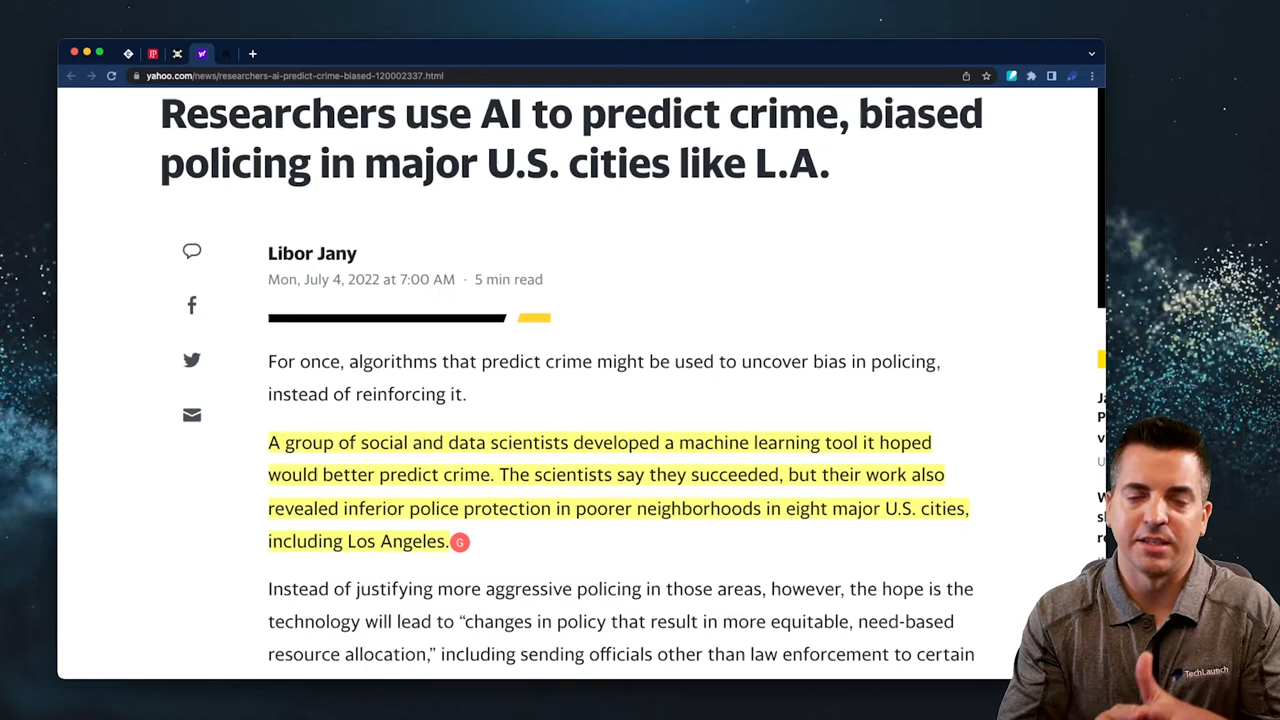 yahoo.com/news/researchers-ai-predict-crime-biased-120002337.html
Researchers use AI to predict crime, biased
policing in major U.S. cities like L.A.
Libor Jany
Mon, July 4, 2022 at 7:00 AM · 5 min read
For once, algorithms that predict crime might be used to uncover bias in policing,
instead of reinforcing it.
A group of social and data scientists developed a machine learning tool it hoped
would better predict crime. The scientists say they succeeded, but their work also
revealed inferior police protection in poorer neighborhoods in eight major U.S. cities,
including Los Angeles.
G
Instead of justifying more aggressive policing in those areas, however, the hope is the
technology will lead to “changes in policy that result in more equitable, need-based
resource allocation,” including sending officials other than law enforcement to certain
TechLaunch